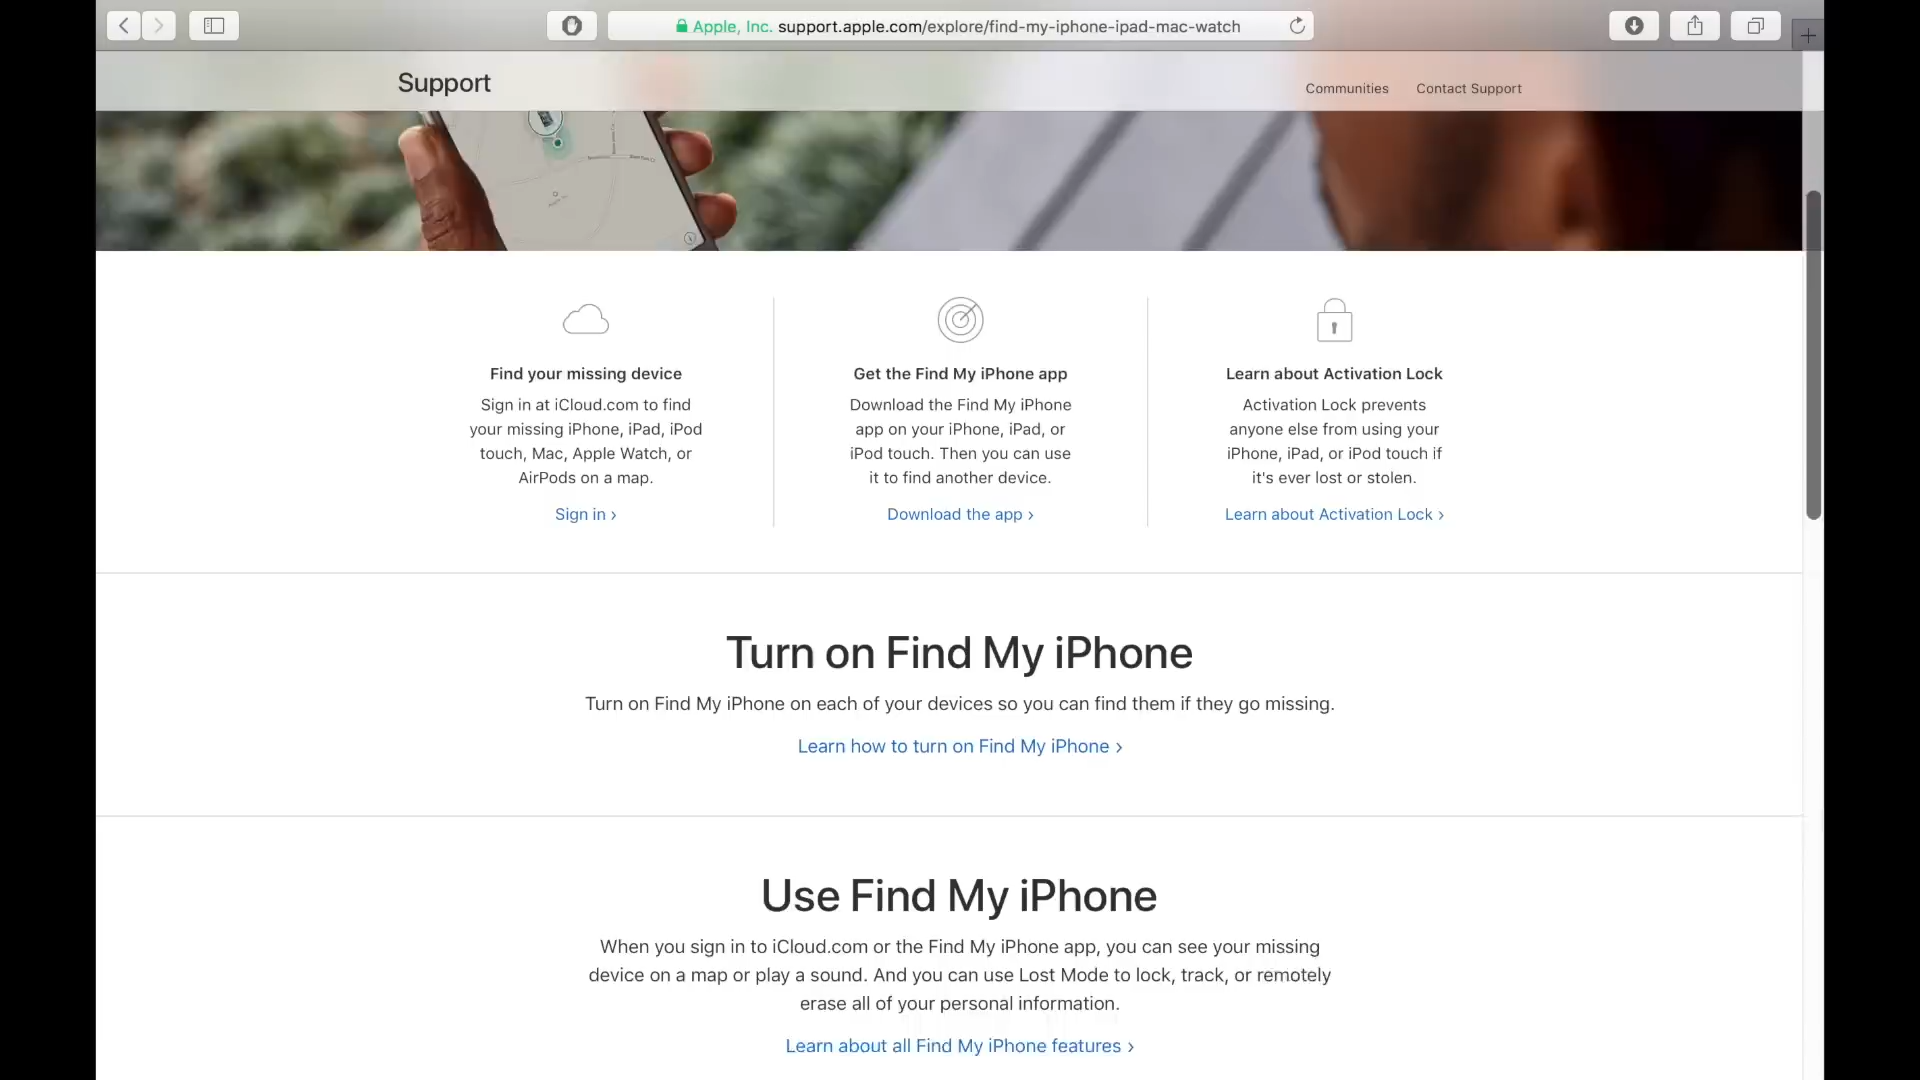 Apple, Inc. support.apple.com/explore/find-my-iphone-ipad-mac-watch
Support
Communities
Contact Support
Find your missing device
Sign in at iCloud.com to find
your missing iPhone, iPad, iPod
touch, Mac, Apple Watch, or
AirPods on a map.
Sign in ›
Get the Find My iPhone app
Download the Find My iPhone
app on your iPhone, iPad, or
iPod touch. Then you can use
it to find another device.
Download the app ›
Learn about Activation Lock
Activation Lock prevents
anyone else from using your
iPhone, iPad, or iPod touch if
it's ever lost or stolen.
Learn about Activation Lock ›
Turn on Find My iPhone
Turn on Find My iPhone on each of your devices so you can find them if they go missing.
Learn how to turn on Find My iPhone ›
Use Find My iPhone
When you sign in to iCloud.com or the Find My iPhone app, you can see your missing
device on a map or play a sound. And you can use Lost Mode to lock, track, or remotely
erase all of your personal information.
Learn about all Find My iPhone features ›